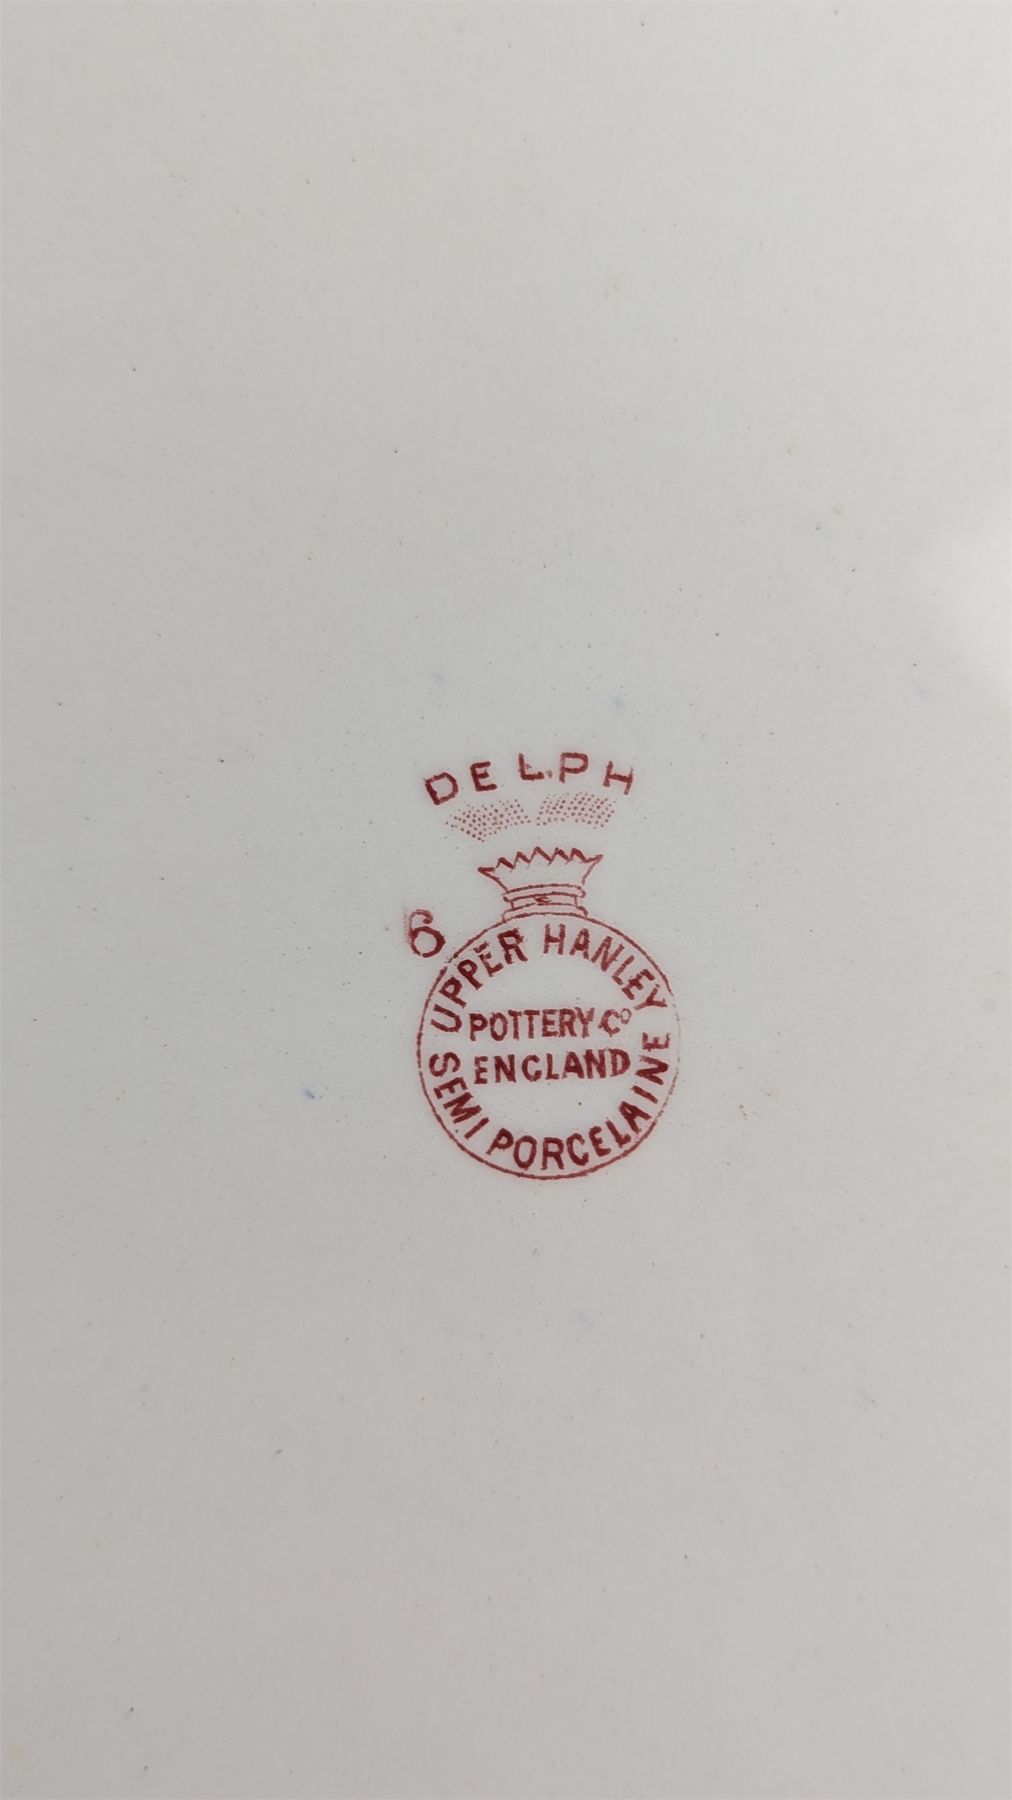 DELPH
6
UPPER HANLEY
POTTERY Cº
ENGLAND
SEMI PORCELAINE